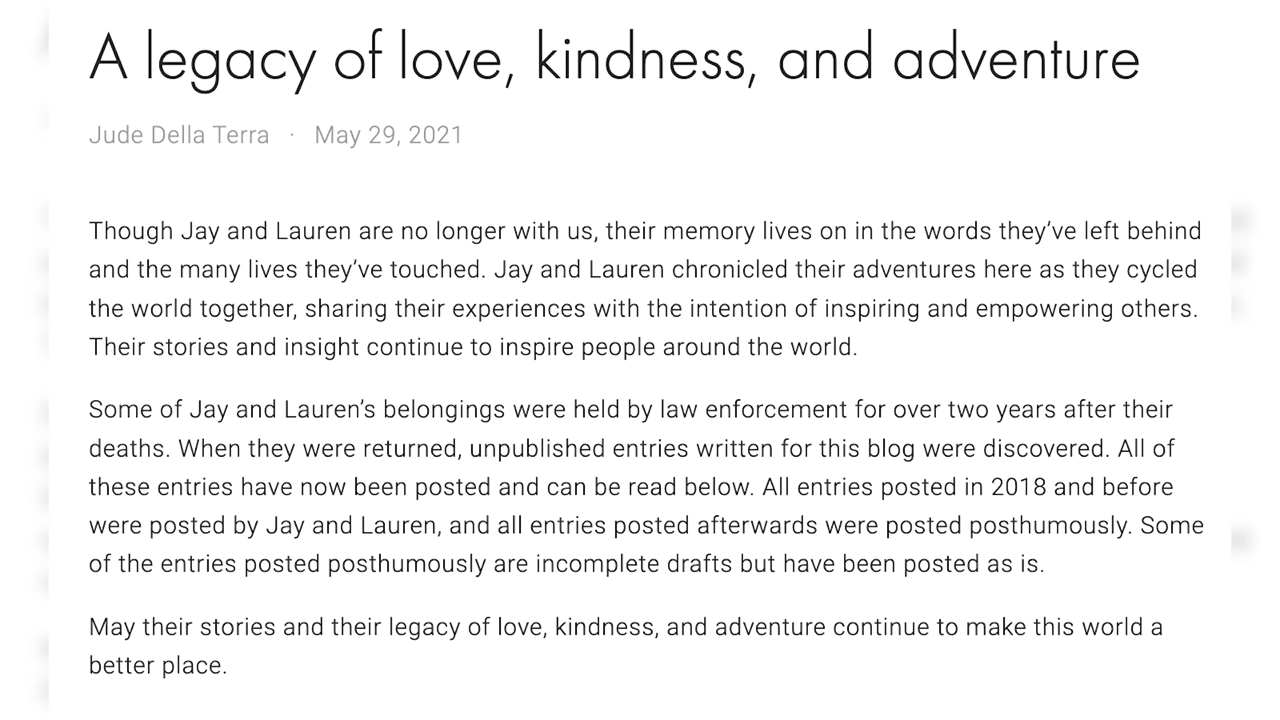 A legacy of love, kindness, and adventure
Jude Della Terra · May 29, 2021
Though Jay and Lauren are no longer with us, their memory lives on in the words they’ve left behind
and the many lives they’ve touched. Jay and Lauren chronicled their adventures here as they cycled
the world together, sharing their experiences with the intention of inspiring and empowering others.
Their stories and insight continue to inspire people around the world.
Some of Jay and Lauren’s belongings were held by law enforcement for over two years after their
deaths. When they were returned, unpublished entries written for this blog were discovered. All of
these entries have now been posted and can be read below. All entries posted in 2018 and before
were posted by Jay and Lauren, and all entries posted afterwards were posted posthumously. Some
of the entries posted posthumously are incomplete drafts but have been posted as is.
May their stories and their legacy of love, kindness, and adventure continue to make this world a
better place.